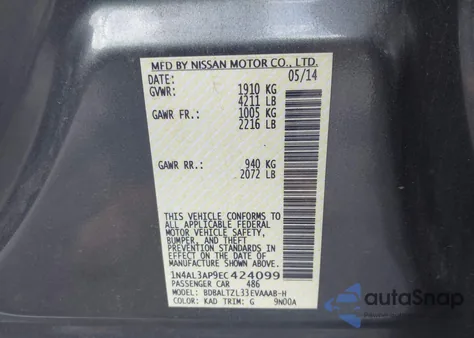 MFD BY NISSAN MOTOR CO., LTD.
DATE: 05/14
GVWR: 1910 KG
4211 LB
GAWR FR.: 1005 KG
2216 LB
GAWR RR.: 940 KG
2072 LB
THIS VEHICLE CONFORMS TO
ALL APPLICABLE FEDERAL
MOTOR VEHICLE SAFETY,
BUMPER, AND THEFT
PREVENTION STANDARDS IN
EFFECT ON THE DATE OF
MANUFACTURE SHOWN ABOVE.
1N4AL3AP9EC424099
PASSENGER CAR 486
MODEL: BDBALTZL33EVAAAB-H
COLOR: KAD TRIM: G 9N00A
autoSnap